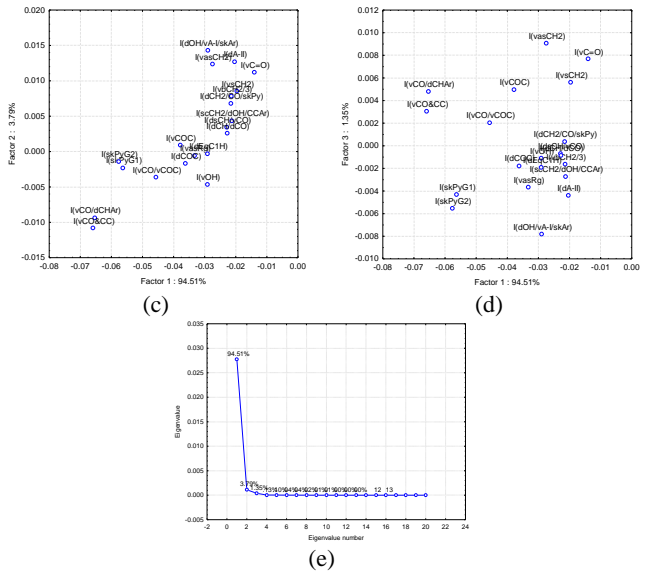 0.020
0.015
0.010
0.005
0.000
-0.005
-0.010
-0.015
Factor 2 : 3.79%
I(dOH/vA-I/skAr)
I(vasCH2)
I(dA-II)
I(vC=O)
I(vsCH2)
I(vbCH2/3)
I(dCH2/CO/skPy)
I(scCH2/dOH/CCAr)
I(dCH/dCO)
I(vCOC)
I(vasRg)
I(dEqC1H)
I(dCOC)
I(skPyG2)
I(skPyG1)
I(vCO/vCOC)
I(vOH)
I(vCO/dCHAr)
I(vCO&CC)
-0.08 -0.07 -0.06 -0.05 -0.04 -0.03 -0.02 -0.01 0.00
Factor 1 : 94.51%
(c)
0.012
0.010
0.008
0.006
0.004
0.002
0.000
-0.002
-0.004
-0.006
-0.008
-0.010
Factor 3 : 1.35%
I(vasCH2)
I(vC=O)
I(vsCH2)
I(vCO/dCHAr)
I(vCOC)
I(vCO&CC)
I(vCO/vCOC)
I(dCH2/CO/skPy)
I(dCOC)
I(scCH2/dOH/CCAr)
I(vasRg)
I(dA-II)
I(skPyG1)
I(skPyG2)
I(dOH/vA-I/skAr)
-0.08 -0.07 -0.06 -0.05 -0.04 -0.03 -0.02 -0.01 0.00
Factor 1 : 94.51%
(d)
0.035
0.030
0.025
0.020
0.015
0.010
0.005
0.000
-0.005
Eigenvalue
94.51%
3.79%
1.35%
12 13
-2 0 2 4 6 8 10 12 14 16 18 20 22 24
Eigenvalue number
(e)